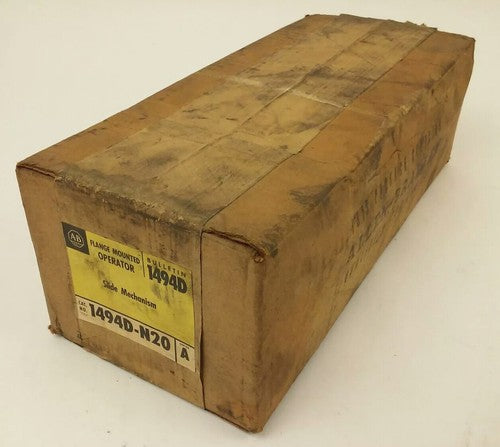 AB
FLANGE MOUNTED
OPERATOR
BULLETIN
1494D
Slide Mechanism
CAT. NO.
1494D-N20
A